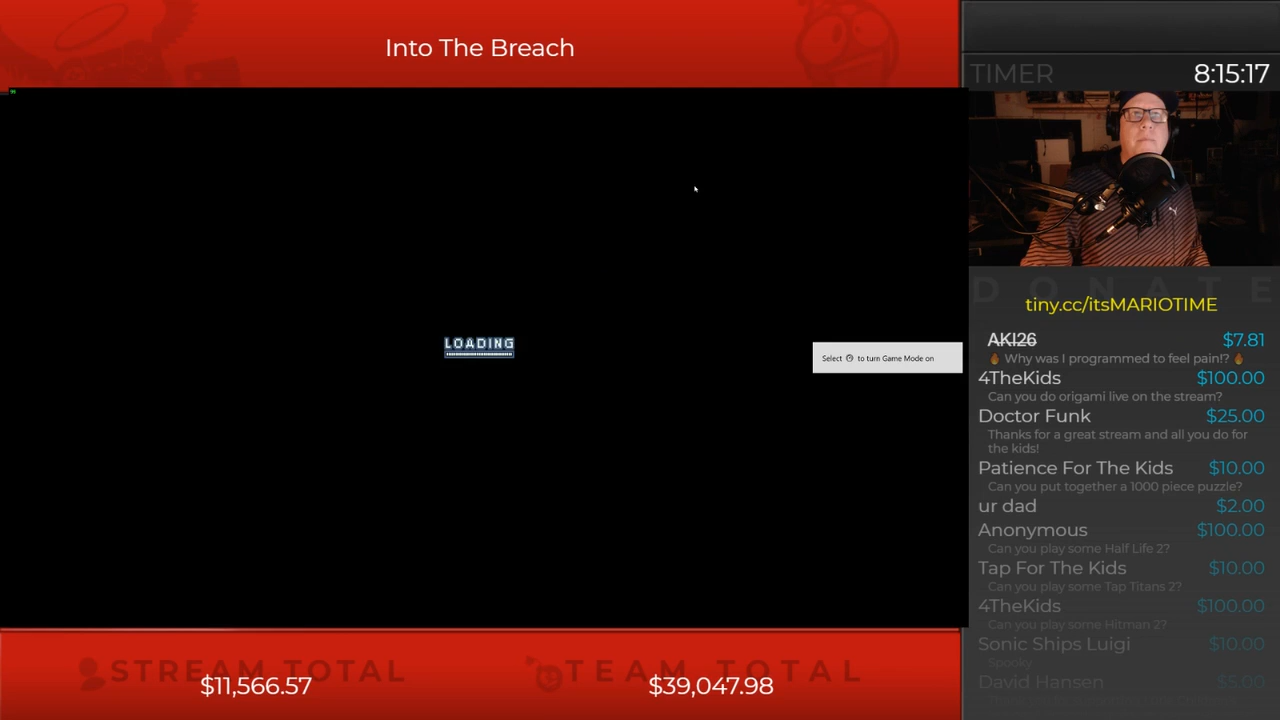 Into The Breach
TIMER
8:15:17
LOADING
Select to turn Game Mode on
DONATE
tiny.cc/itsMARIOTIME
AKI26 $7.81
Why was I programmed to feel pain!?
4TheKids $100.00
Can you do origami live on the stream?
Doctor Funk $25.00
Thanks for a great stream and all you do for
the kids!
Patience For The Kids $10.00
Can you put together a 1000 piece puzzle?
ur dad $2.00
Anonymous $100.00
Can you play some Half Life 2?
Tap For The Kids $10.00
Can you play some Tap Titans 2?
4TheKids $100.00
Can you play some Hitman 2?
Sonic Ships Luigi $10.00
Spooky
David Hansen $5.00
STREAM TOTAL
$11,566.57
TEAM TOTAL
$39,047.98